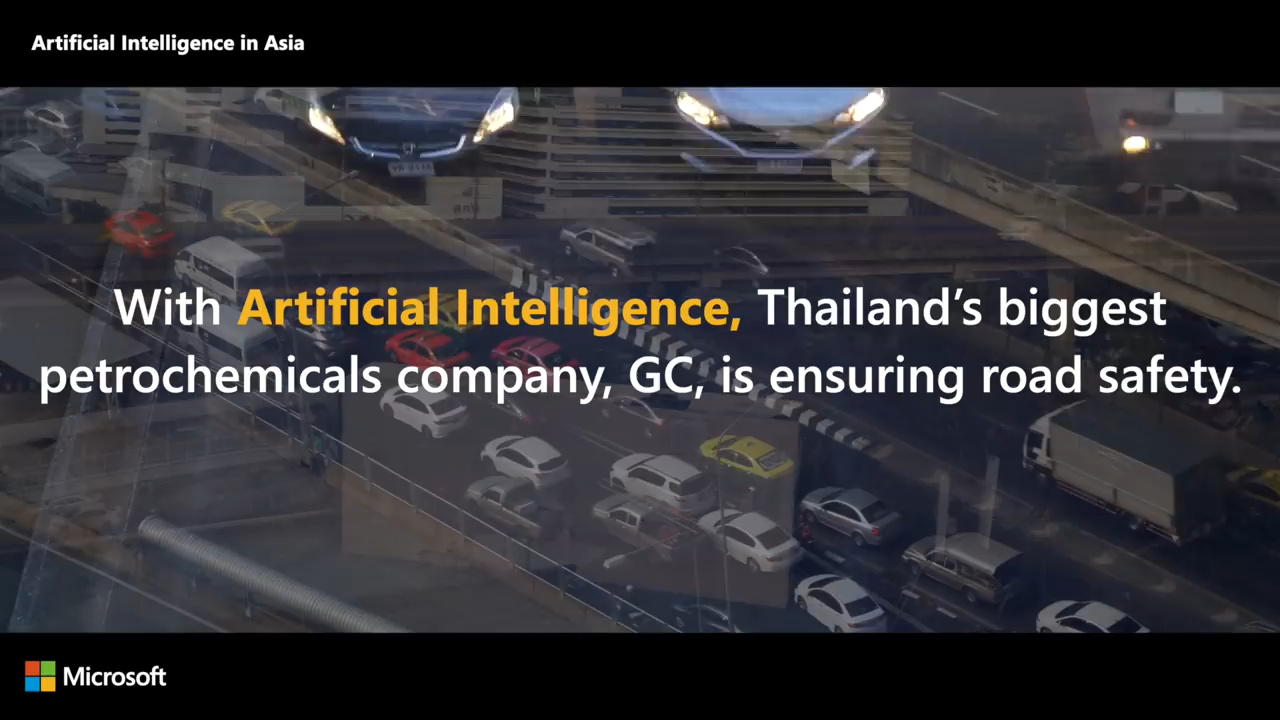 Artificial Intelligence in Asia
With Artificial Intelligence, Thailand’s biggest
petrochemicals company, GC, is ensuring road safety.
Microsoft